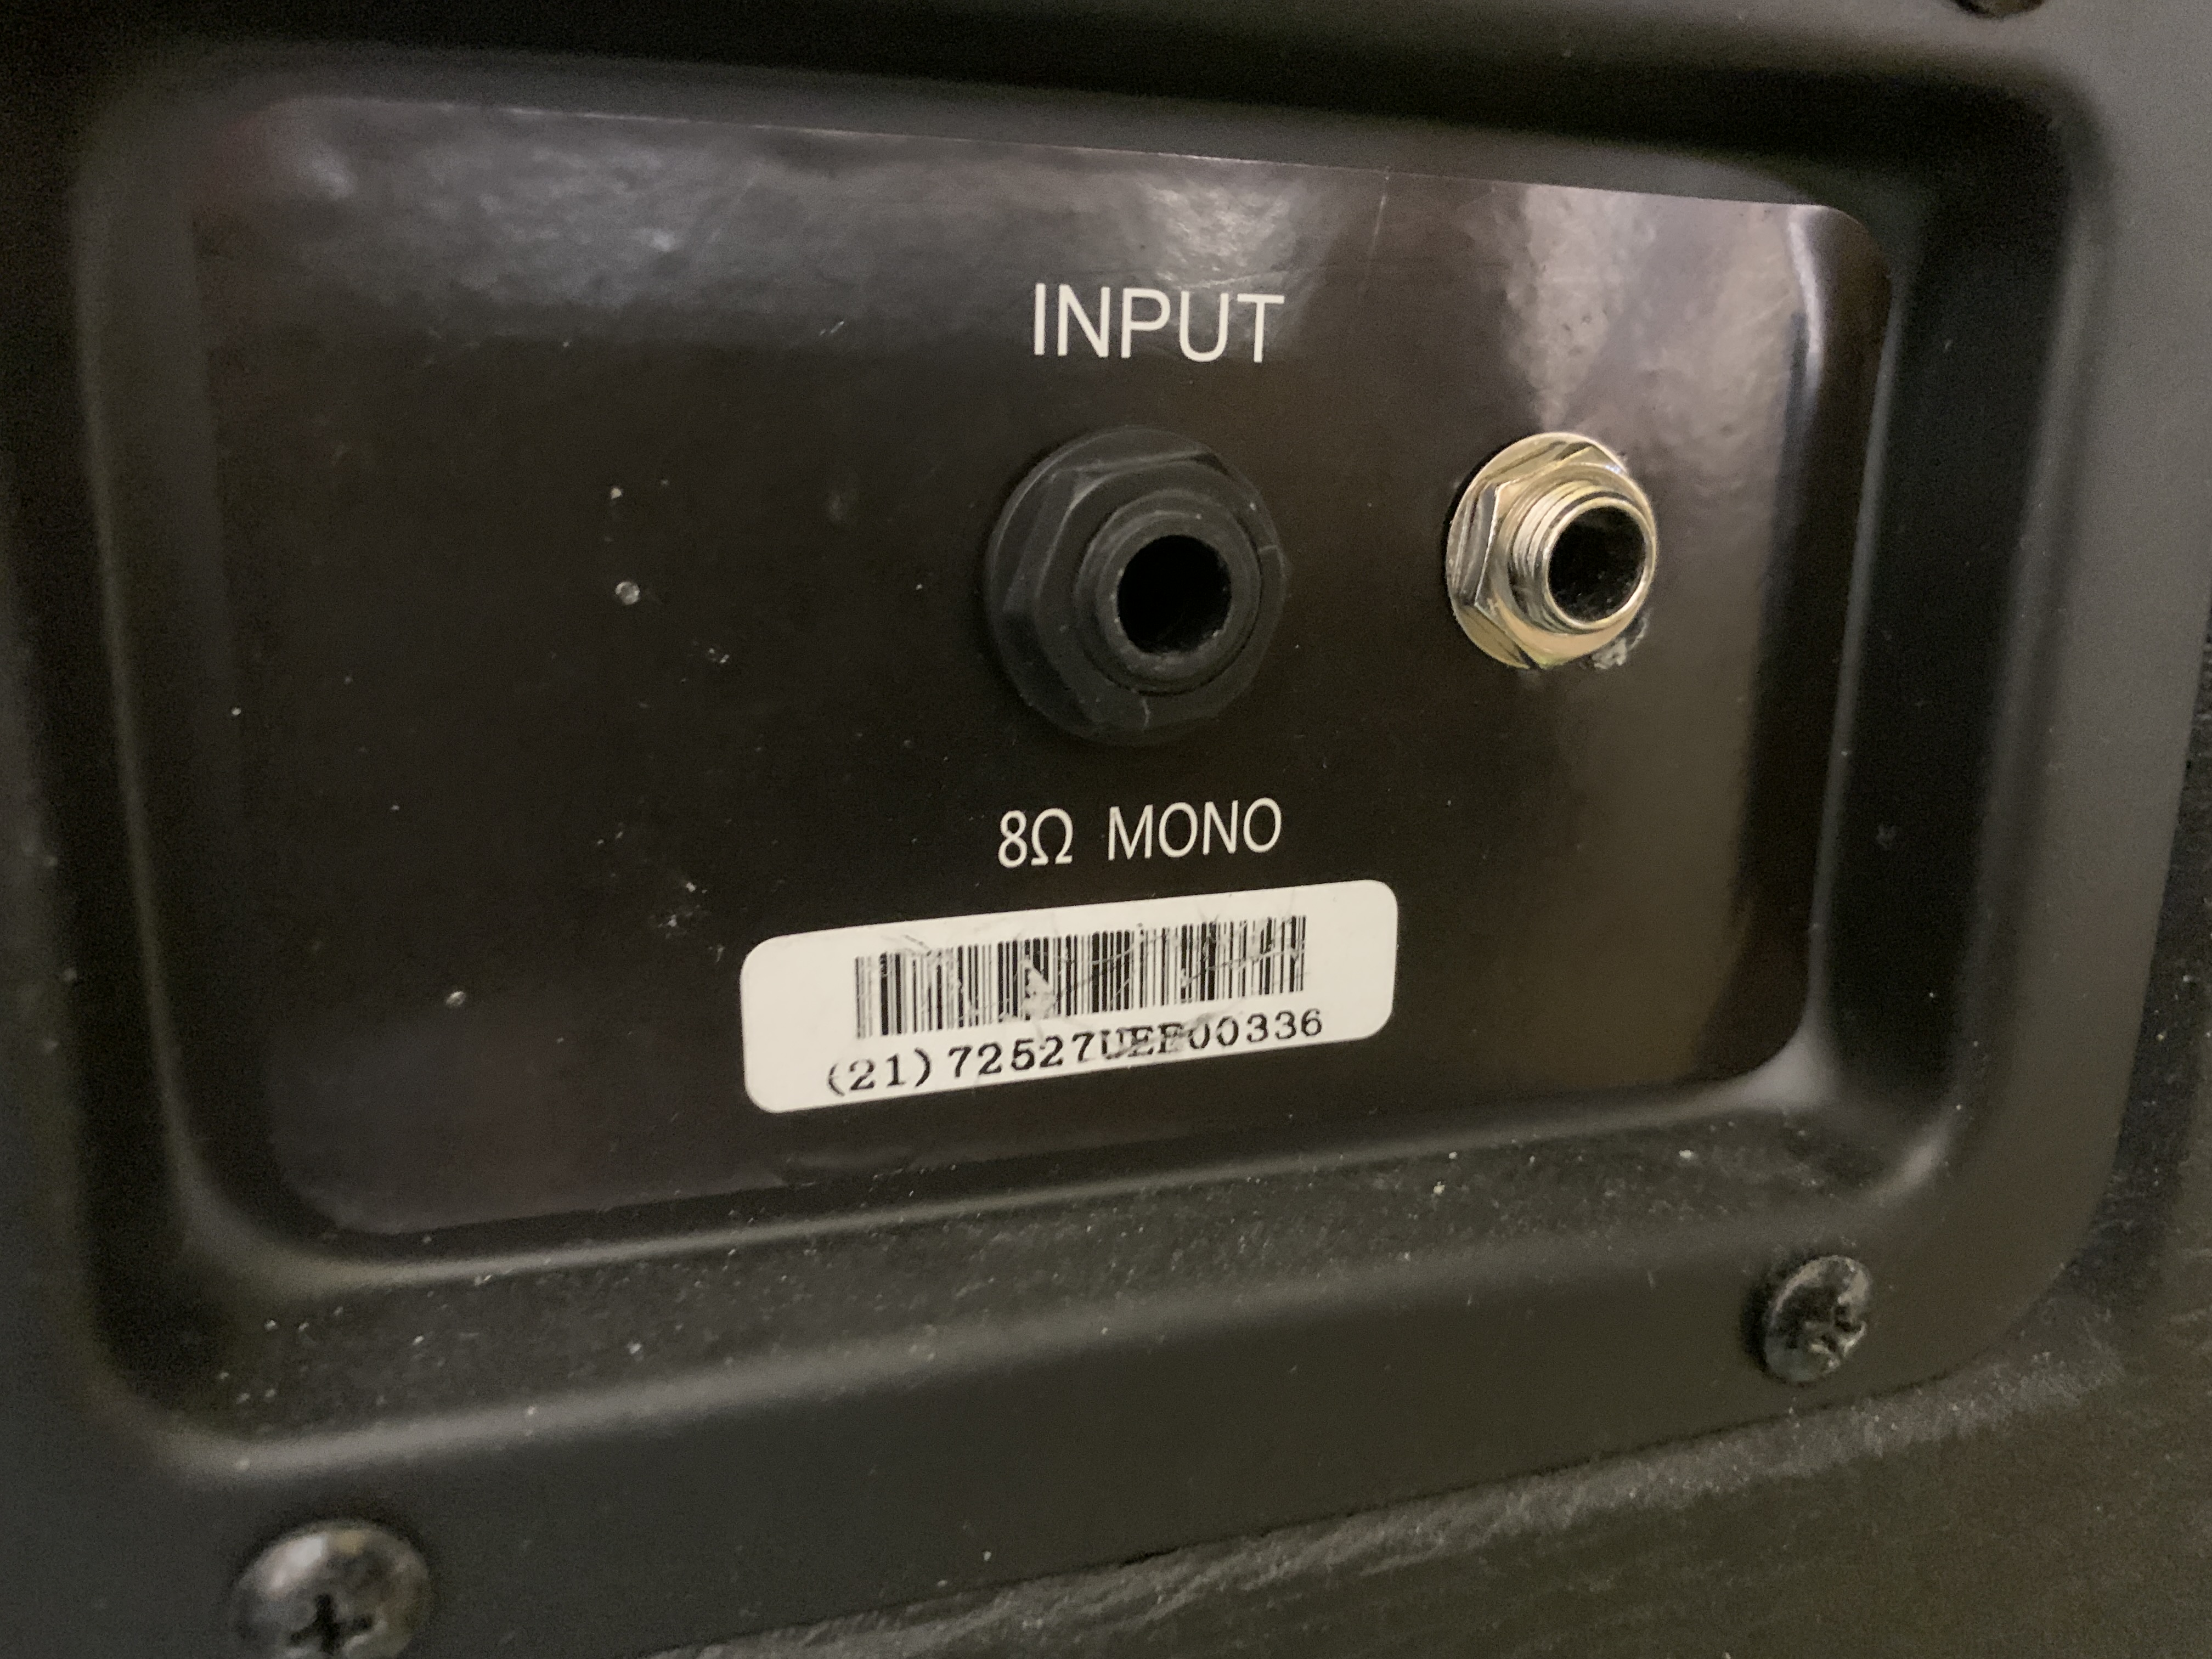 INPUT
8Ω MONO
(21)72527UEE00336